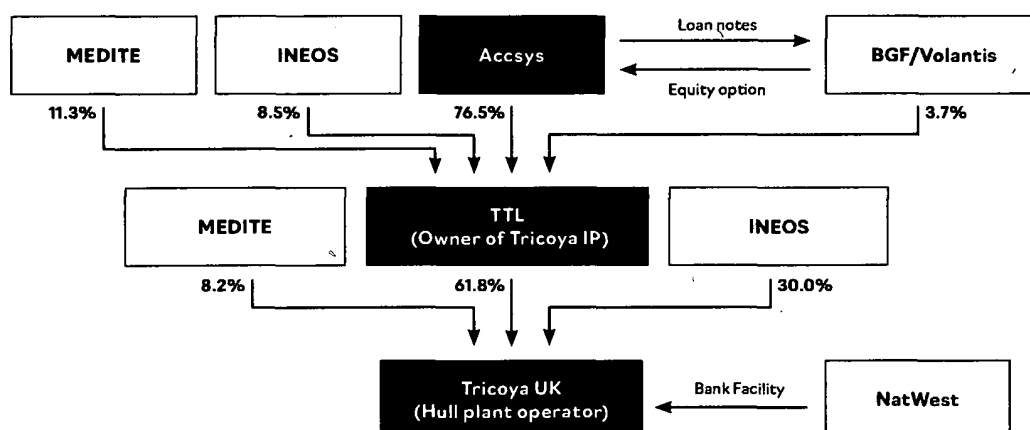 MEDITE
INEOS
Accsys
Loan notes
Equity option
BGF/Volantis
11.3%
8.5%
76.5%
3.7%
MEDITE
TTL
(Owner of Tricoya IP)
INEOS
8.2%
61.8%
30.0%
Tricoya UK
(Hull plant operator)
Bank Facility
NatWest